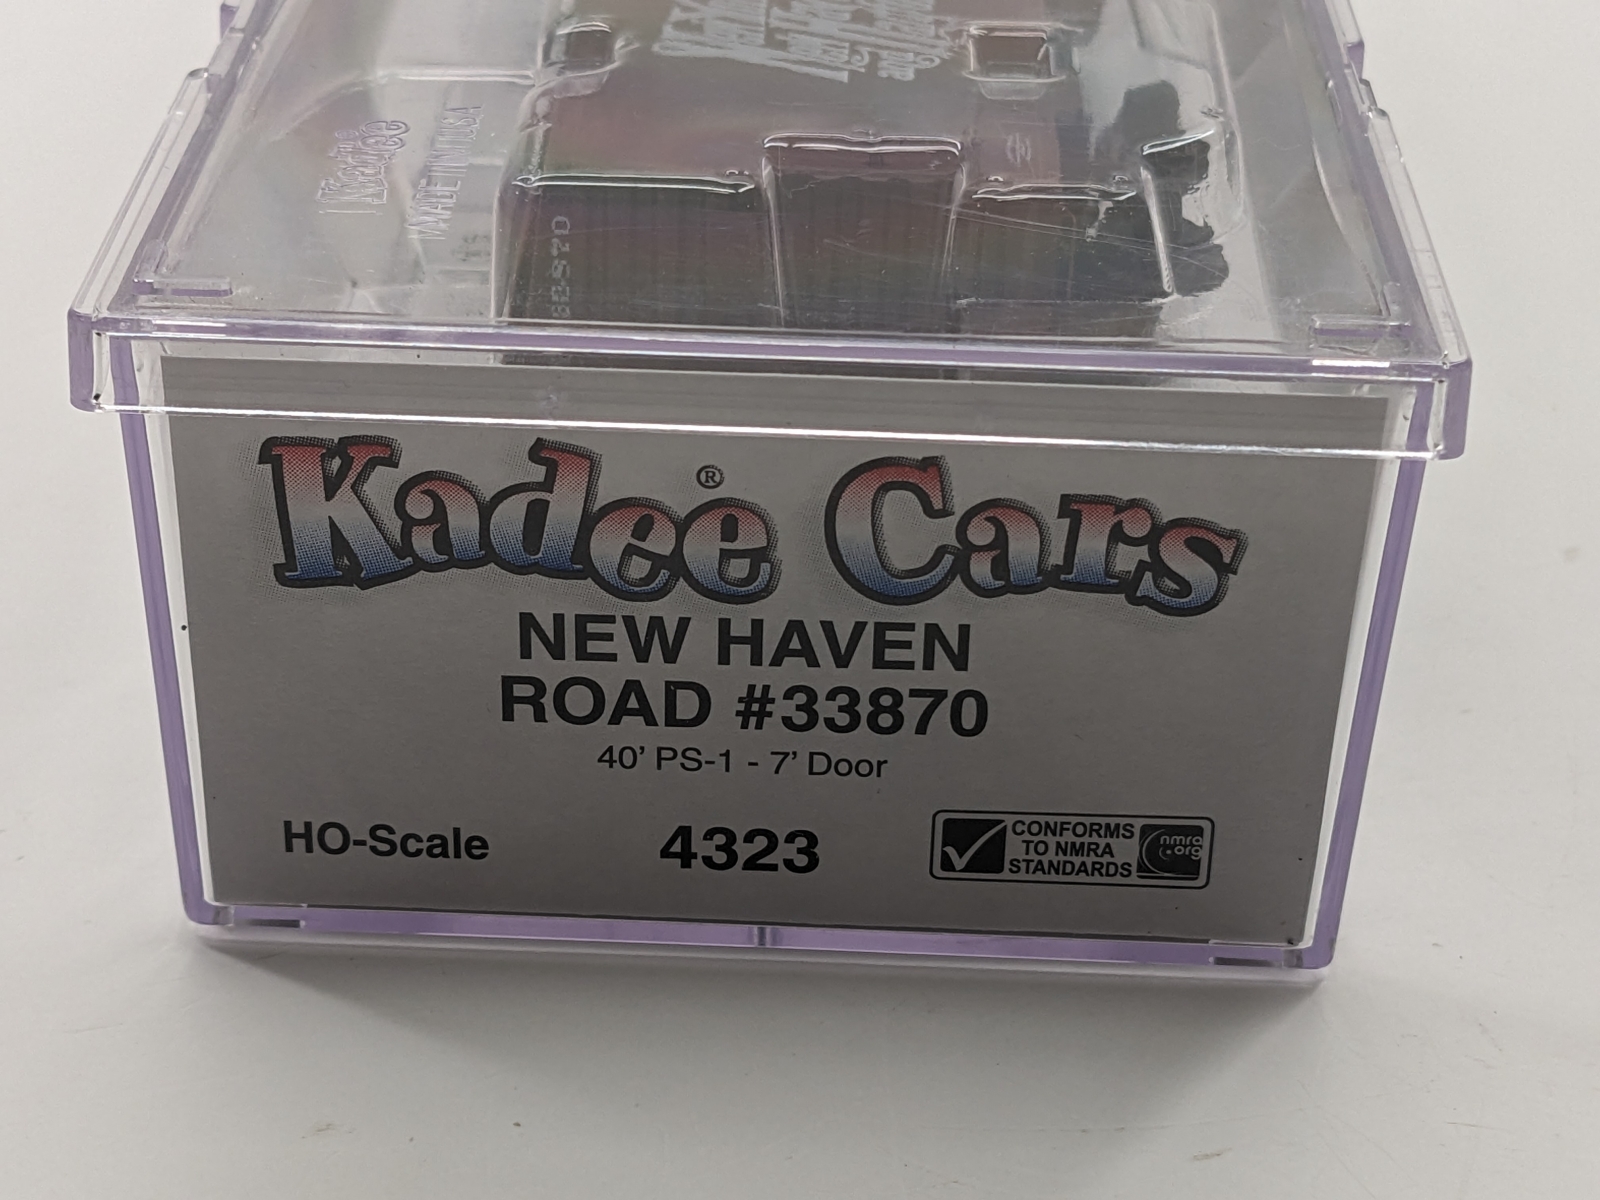 Kadee
MADE IN USA
Kadee® Cars
NEW HAVEN
ROAD #33870
40' PS-1 - 7' Door
HO-Scale
4323
CONFORMS
TO NMRA
STANDARDS
nmra
.org